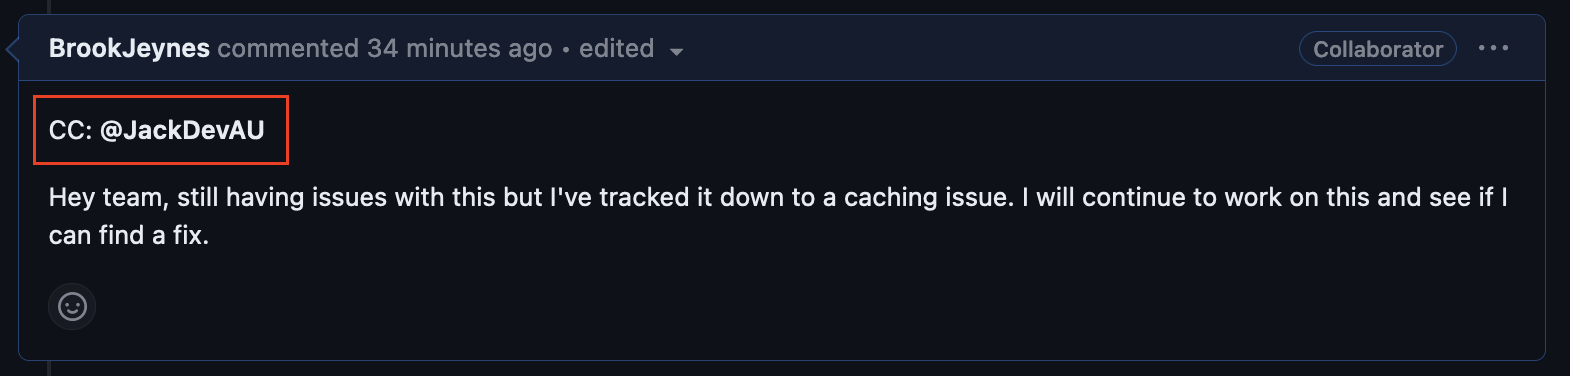 BrookJeynes commented 34 minutes ago • edited
Collaborator
CC: @JackDevAU
Hey team, still having issues with this but I've tracked it down to a caching issue. I will continue to work on this and see if I
can find a fix.